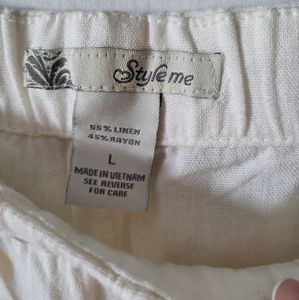 Style me
55% LINEN
45% RAYON
L
MADE IN VIETNAM
SEE REVERSE
FOR CARE